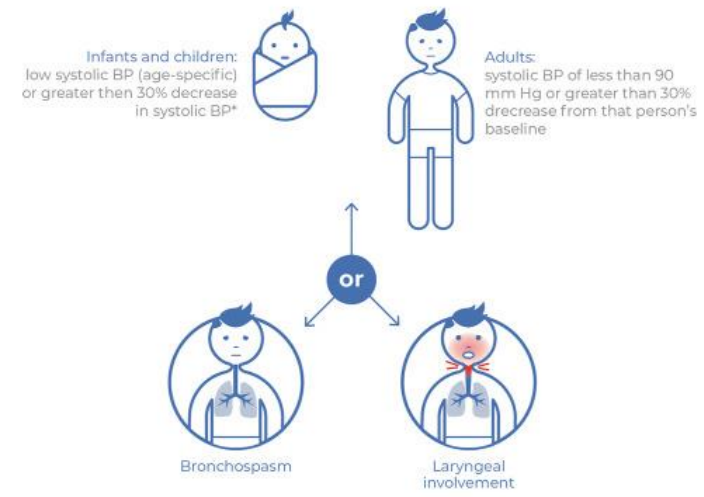 Infants and children:
low systolic BP (age-specific)
or greater then 30% decrease
in systolic BP*
Adults:
systolic BP of less than 90
mm Hg or greater than 30%
drecrease from that person's
baseline
or
Bronchospasm
Laryngeal
involvement